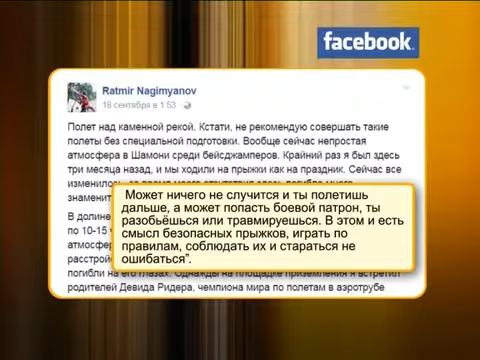 facebook
Ratmir Nagimyanov
18 сентября в 1:53
Полет над каменной рекой. Кстати, не рекомендую совершать такие
полеты без специальной подготовки. Вообще сейчас непростая
атмосфера в Шамони среди бейсджамперов. Крайний раз я был здесь
три месяца назад, и мы ходили на прыжки как на праздник. Сейчас все
изменилось
знаменит
Может ничего не случится и ты полетишь
дальше, а может попасть боевой патрон, ты
разобьёшься или травмируешься. В этом и есть
смысл безопасных прыжков, играть по
правилам, соблюдать их и стараться не
ошибаться”.
В долине
по 10-15
атмосфер
расстрой
погибли на его глазах. Однажды на площадке приземления я встретил
родителей Девида Ридера, чемпиона мира по полетам в аэротрубе